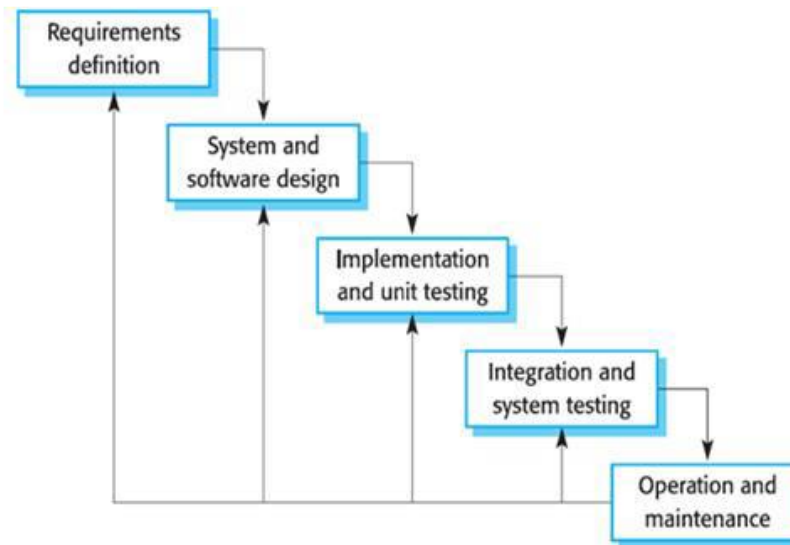 Requirements
definition
System and
software design
Implementation
and unit testing
Integration and
system testing
Operation and
maintenance